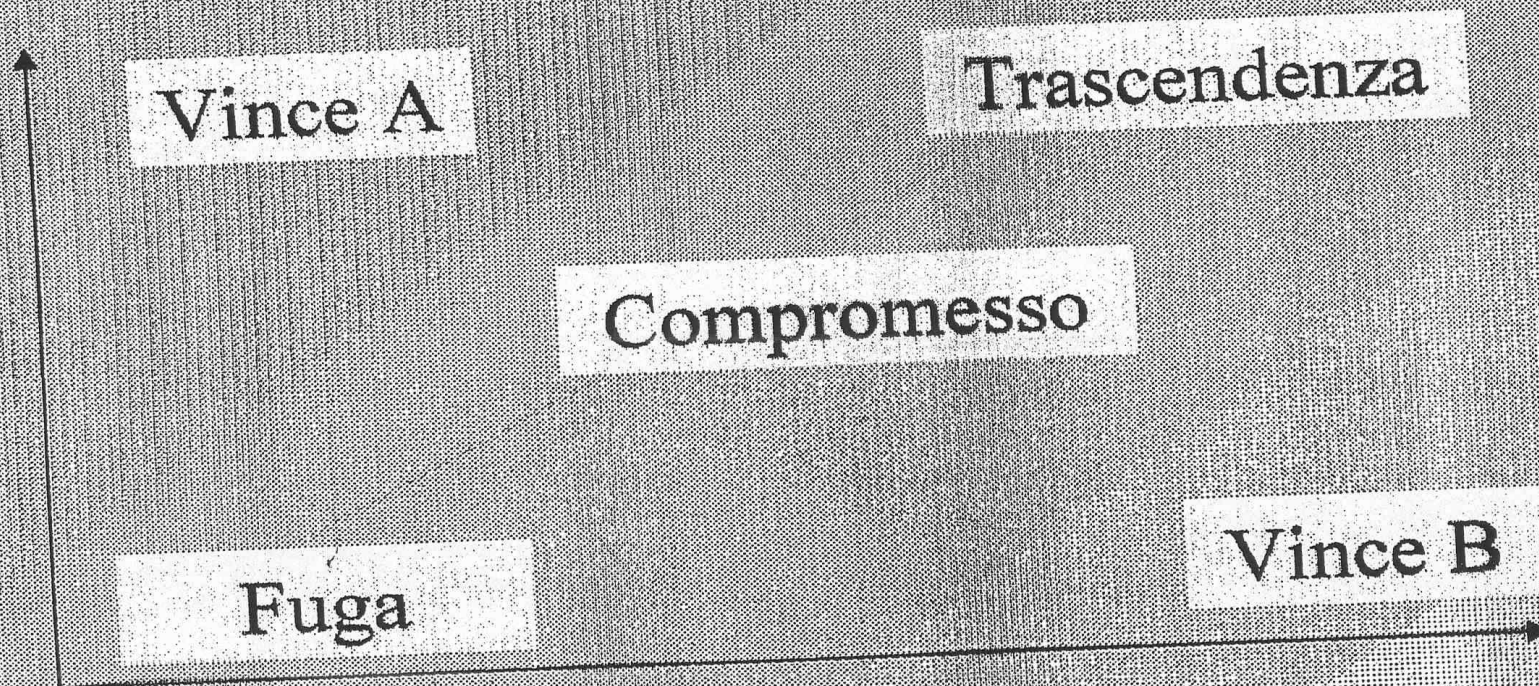 Vince A
Trascendenza
Compromesso
Fuga
Vince B